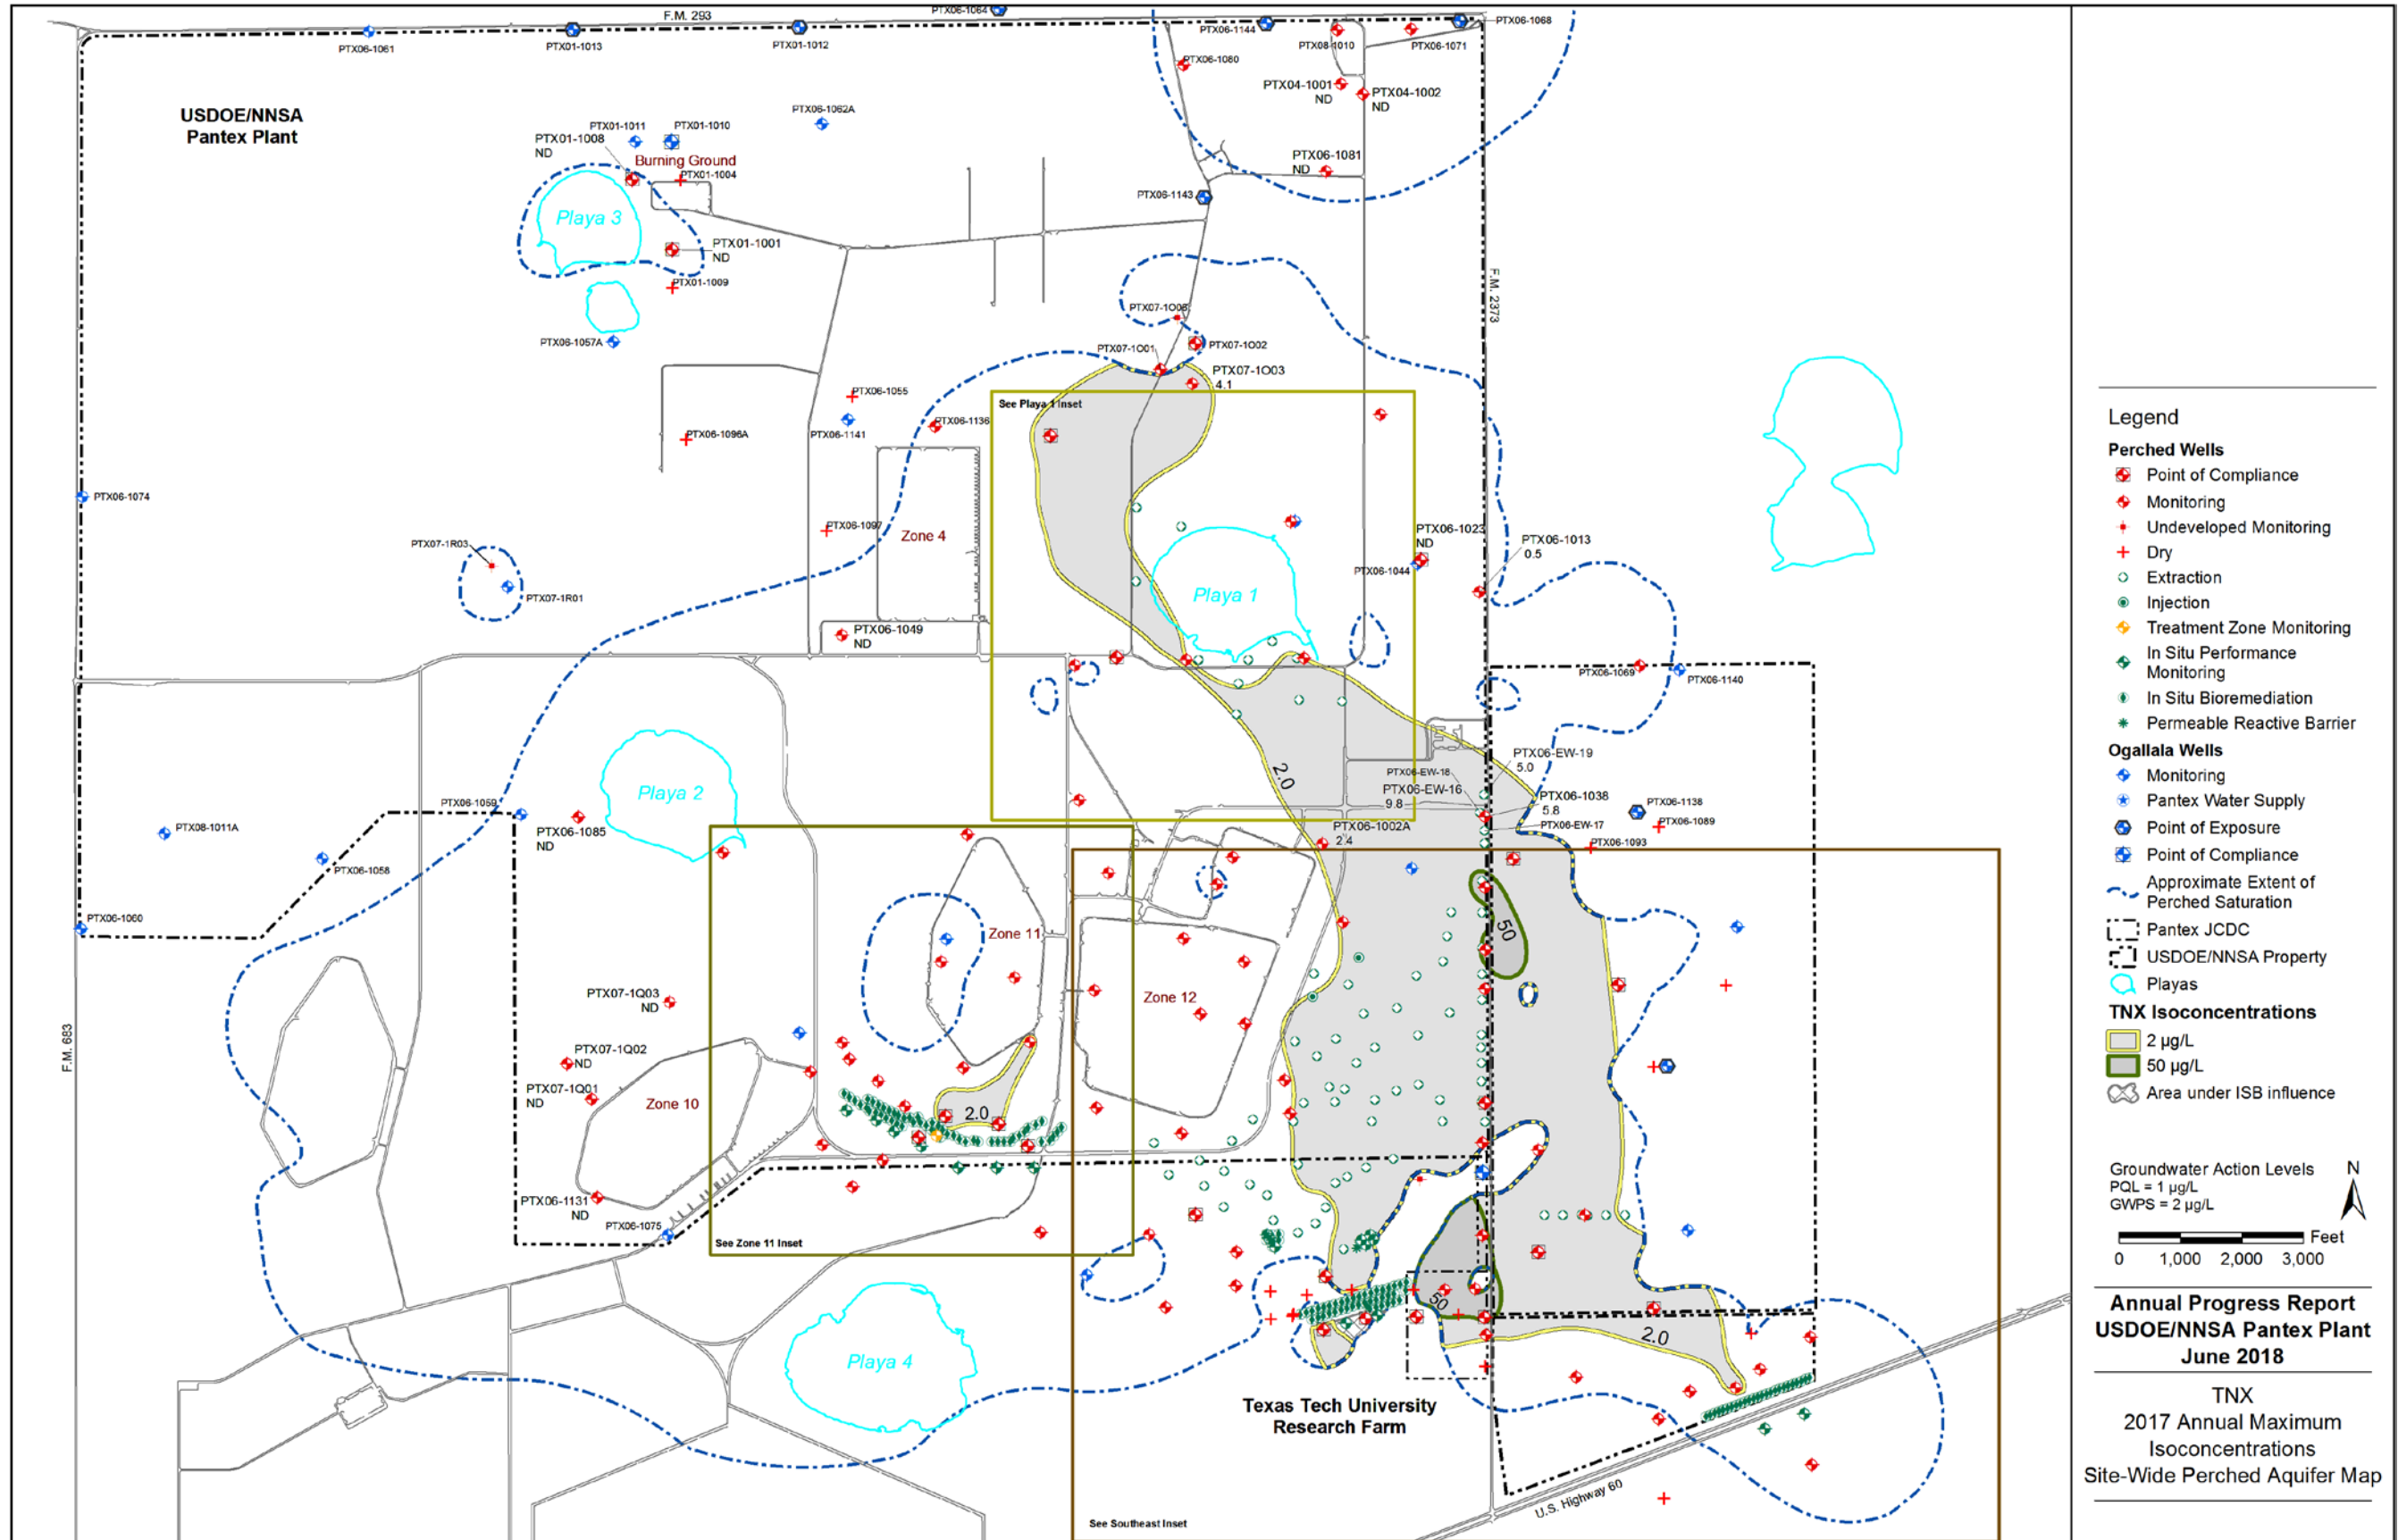 F.M. 293
PTX06-1064
PTX06-1061
PTX01-1013
PTX01-1012
PTX06-1144
PTX08-1010
PTX06-1071
PTX06-1068
PTX06-1080
PTX04-1001
ND
PTX04-1002
ND
USDOE/NNSA
Pantex Plant
PTX06-1062A
PTX01-1011
PTX01-1010
PTX01-1008
ND
Burning Ground
PTX01-1004
PTX06-1081
ND
PTX06-1143
Playa 3
PTX01-1001
ND
PTX01-1009
F.M. 2373
PTX07-1O06
PTX06-1057A
PTX07-1O01
PTX07-1O02
PTX07-1O03
4.1
PTX06-1055
See Playa 1 Inset
PTX06-1136
PTX06-1141
PTX06-1096A
PTX06-1074
PTX06-1097
Zone 4
PTX06-1023
ND
PTX07-1R03
PTX06-1013
0.5
PTX06-1044
PTX07-1R01
Playa 1
PTX06-1049
ND
PTX06-1069
PTX06-1140
PTX06-EW-19
5.0
2.0
PTX06-EW-18
PTX06-EW-16
9.8
Playa 2
PTX06-1038
5.8
PTX06-1138
PTX06-1059
PTX08-1011A
PTX06-1085
ND
PTX06-1002A
2.4
PTX06-EW-17
PTX06-1089
PTX06-1093
PTX06-1058
PTX06-1060
50
Zone 11
Zone 12
PTX07-1Q03
ND
F.M. 683
PTX07-1Q02
ND
PTX07-1Q01
ND
Zone 10
2.0
PTX06-1131
ND
PTX06-1075
See Zone 11 Inset
50
2.0
Playa 4
Texas Tech University
Research Farm
U.S. Highway 60
See Southeast Inset
Legend
Perched Wells
Point of Compliance
Monitoring
Undeveloped Monitoring
Dry
Extraction
Injection
Treatment Zone Monitoring
In Situ Performance
Monitoring
In Situ Bioremediation
Permeable Reactive Barrier
Ogallala Wells
Monitoring
Pantex Water Supply
Point of Exposure
Point of Compliance
Approximate Extent of
Perched Saturation
Pantex JCDC
USDOE/NNSA Property
Playas
TNX Isoconcentrations
2 µg/L
50 µg/L
Area under ISB influence
Groundwater Action Levels
PQL = 1 µg/L
GWPS = 2 µg/L
N
Feet
0 1,000 2,000 3,000
Annual Progress Report
USDOE/NNSA Pantex Plant
June 2018
TNX
2017 Annual Maximum
Isoconcentrations
Site-Wide Perched Aquifer Map